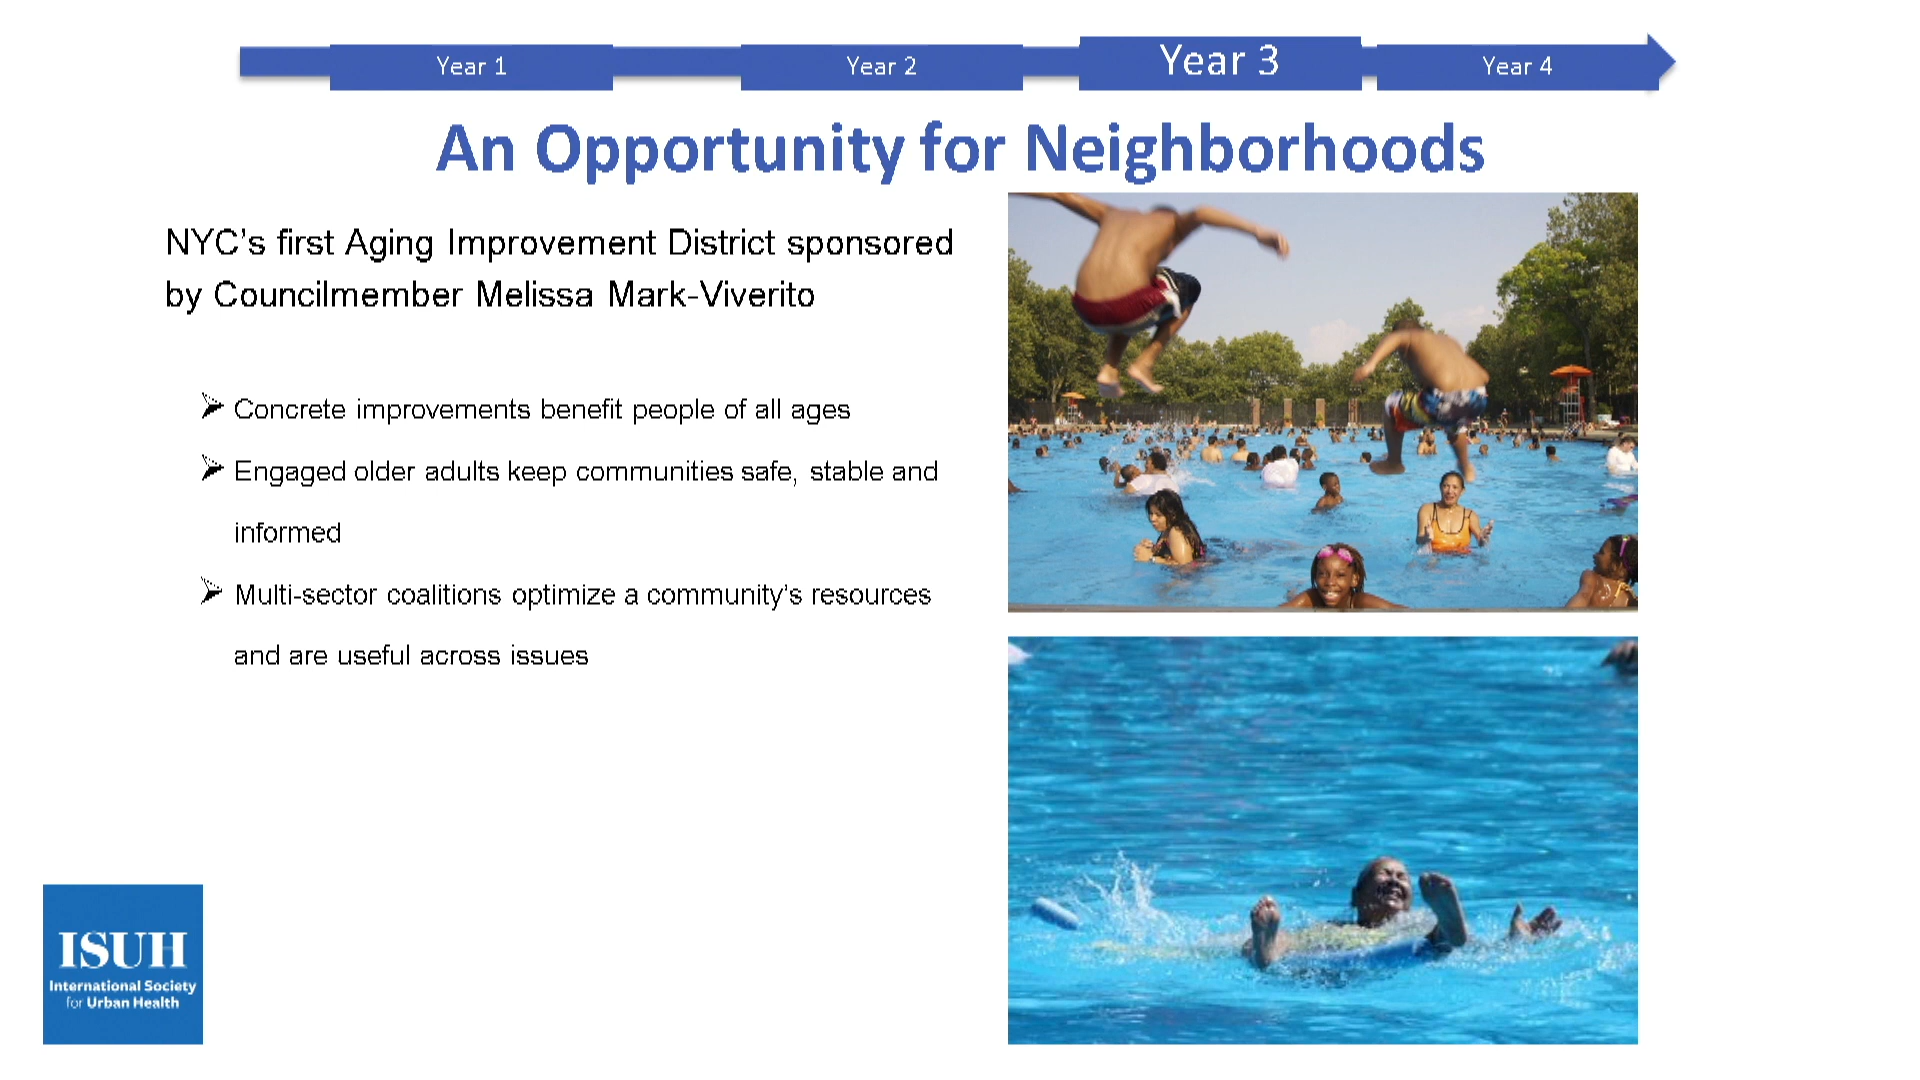 Year 1
Year 2
Year 3
Year 4
An Opportunity for Neighborhoods
NYC’s first Aging Improvement District sponsored
by Councilmember Melissa Mark-Viverito
Concrete improvements benefit people of all ages
Engaged older adults keep communities safe, stable and
informed
Multi-sector coalitions optimize a community’s resources
and are useful across issues
ISUH
International Society
for Urban Health